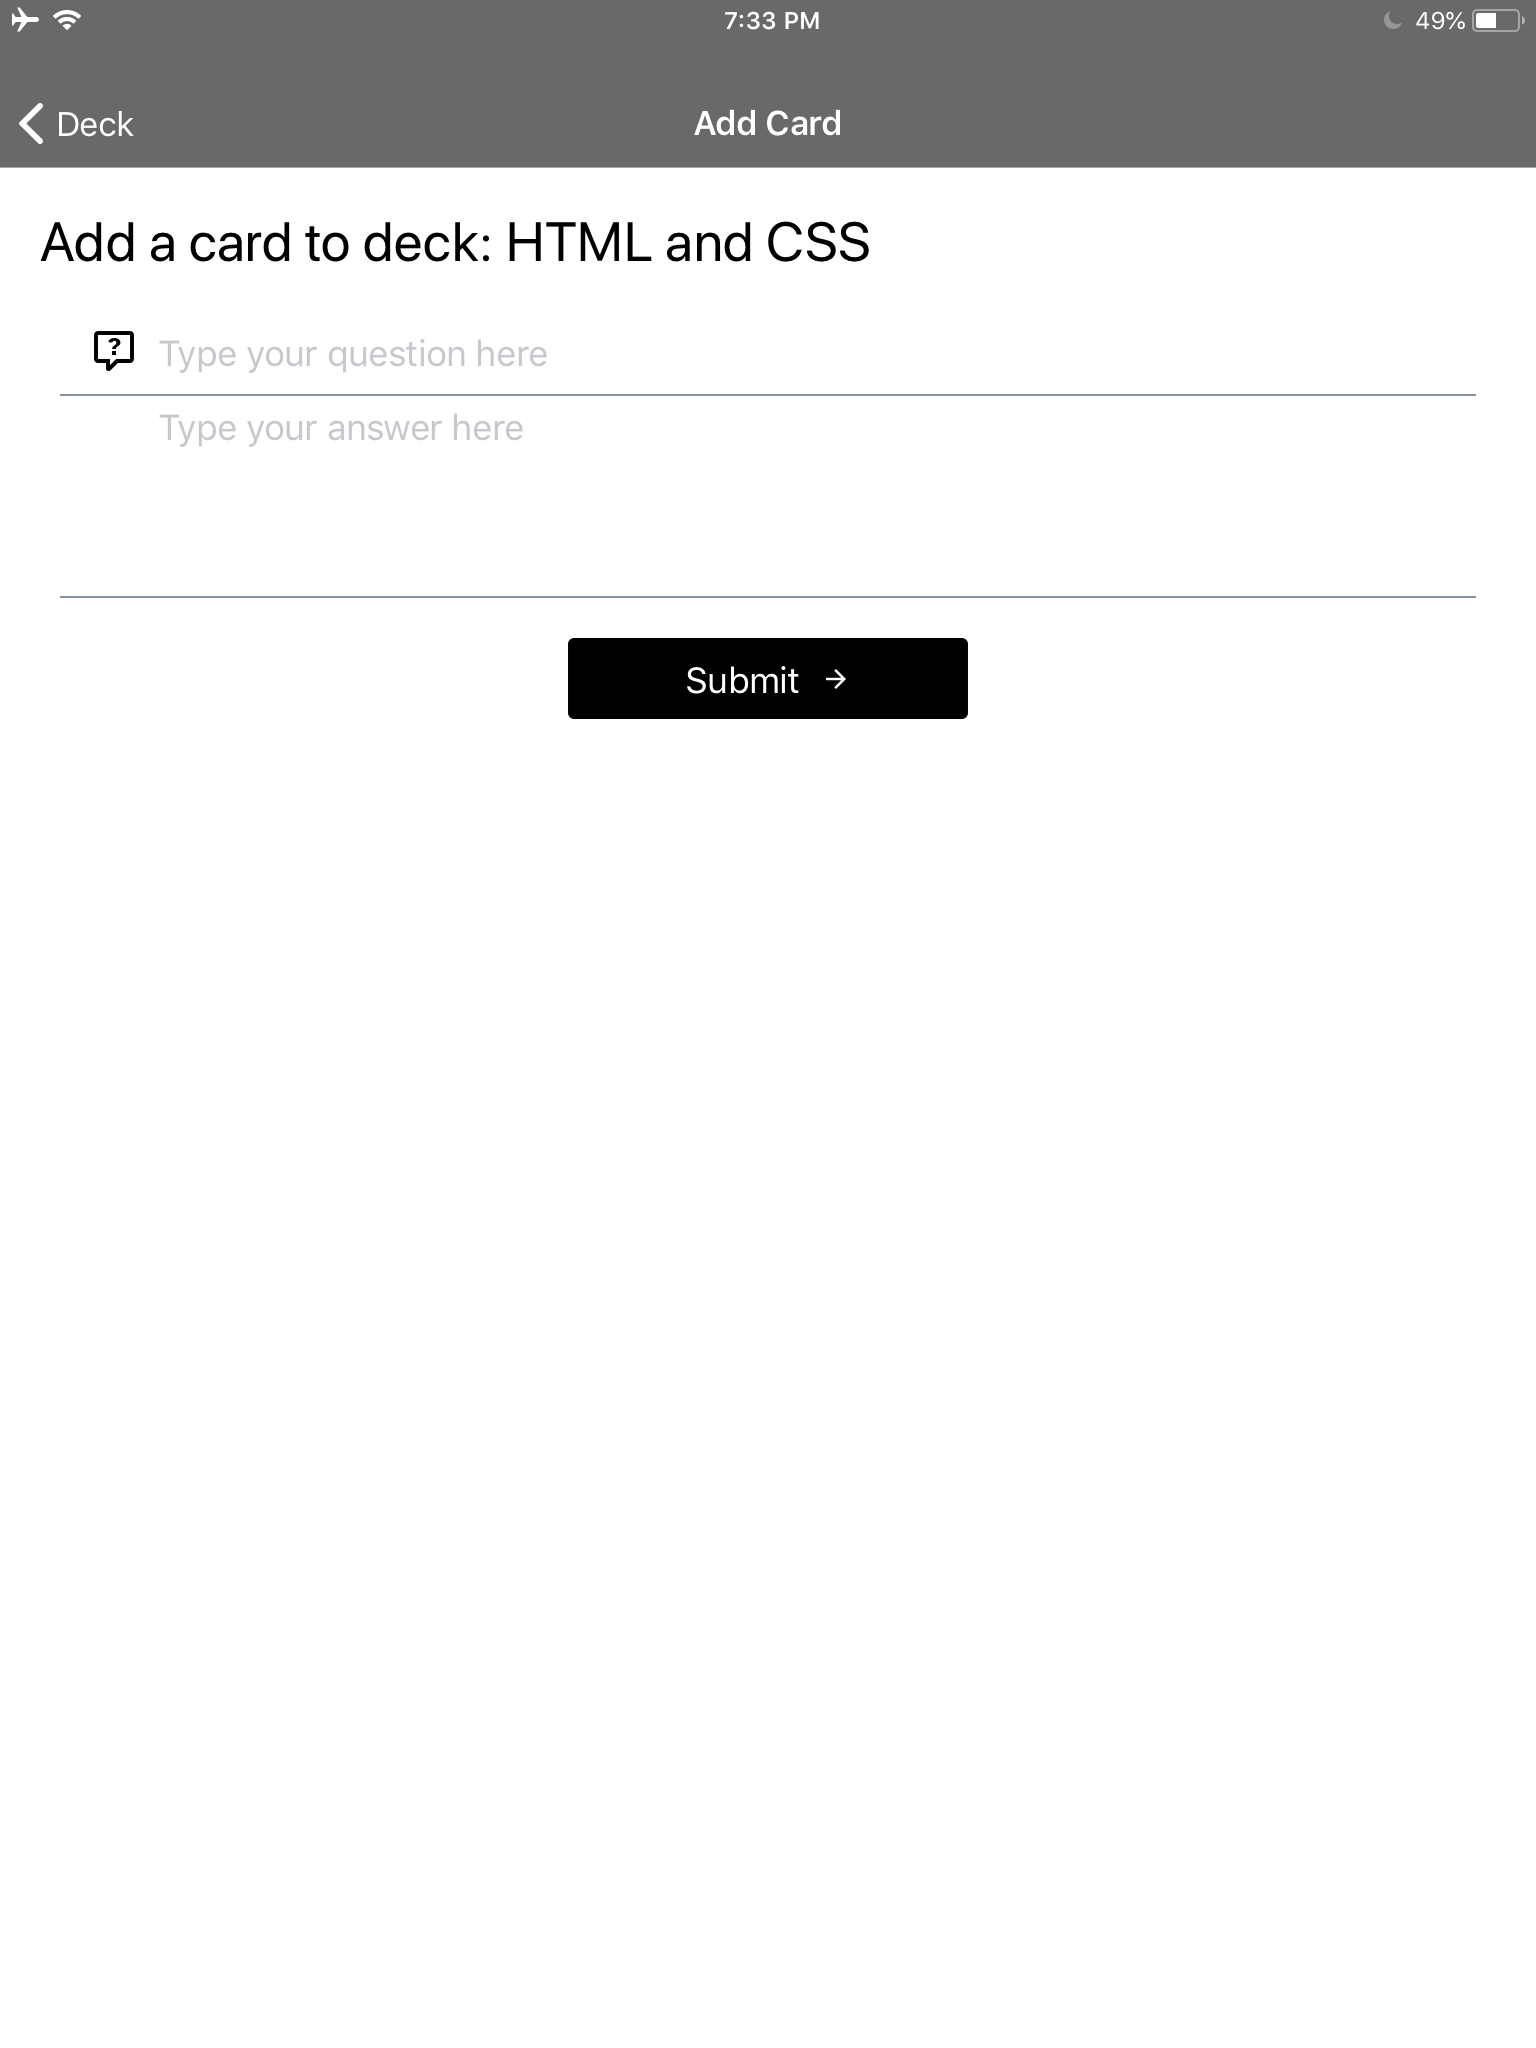 7:33 PM
49%
Deck
Add Card
Add a card to deck: HTML and CSS
?
Type your question here
Type your answer here
Submit →